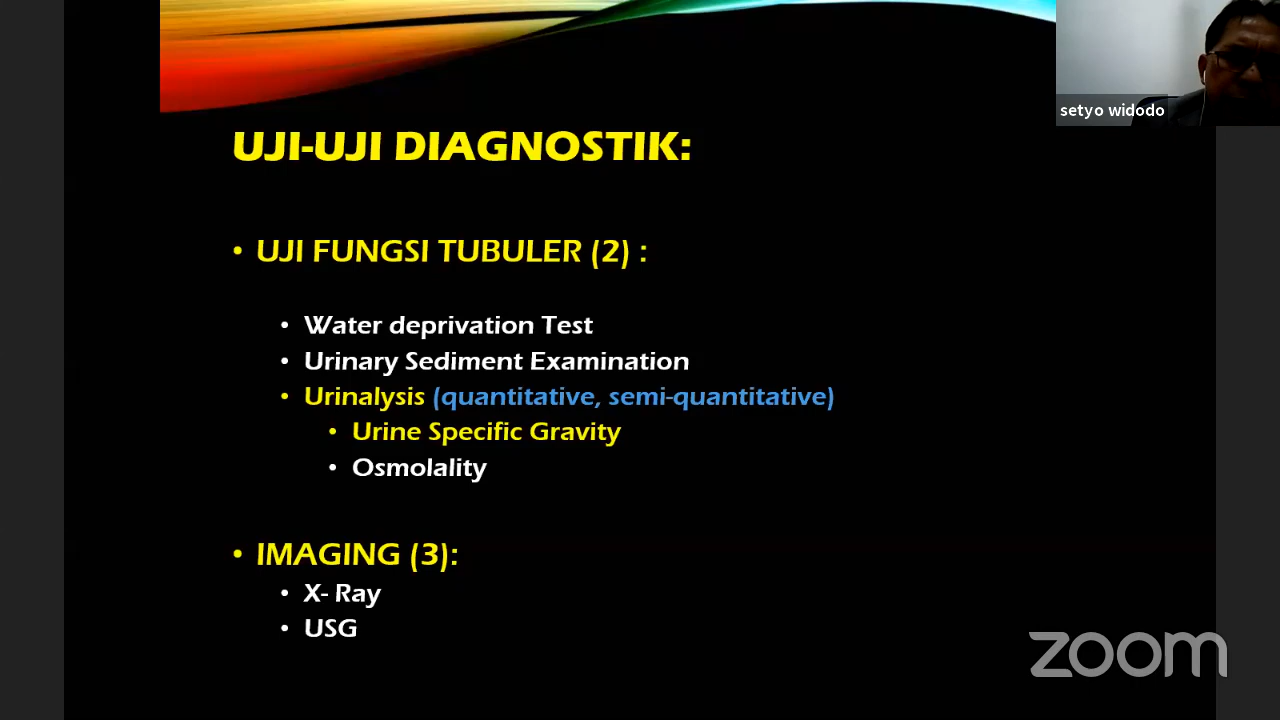 setyo widodo
UJI-UJI DIAGNOSTIK:
• UJI FUNGSI TUBULER (2) :
• Water deprivation Test
• Urinary Sediment Examination
• Urinalysis (quantitative, semi-quantitative)
• Urine Specific Gravity
• Osmolality
• IMAGING (3):
• X- Ray
• USG
zoom